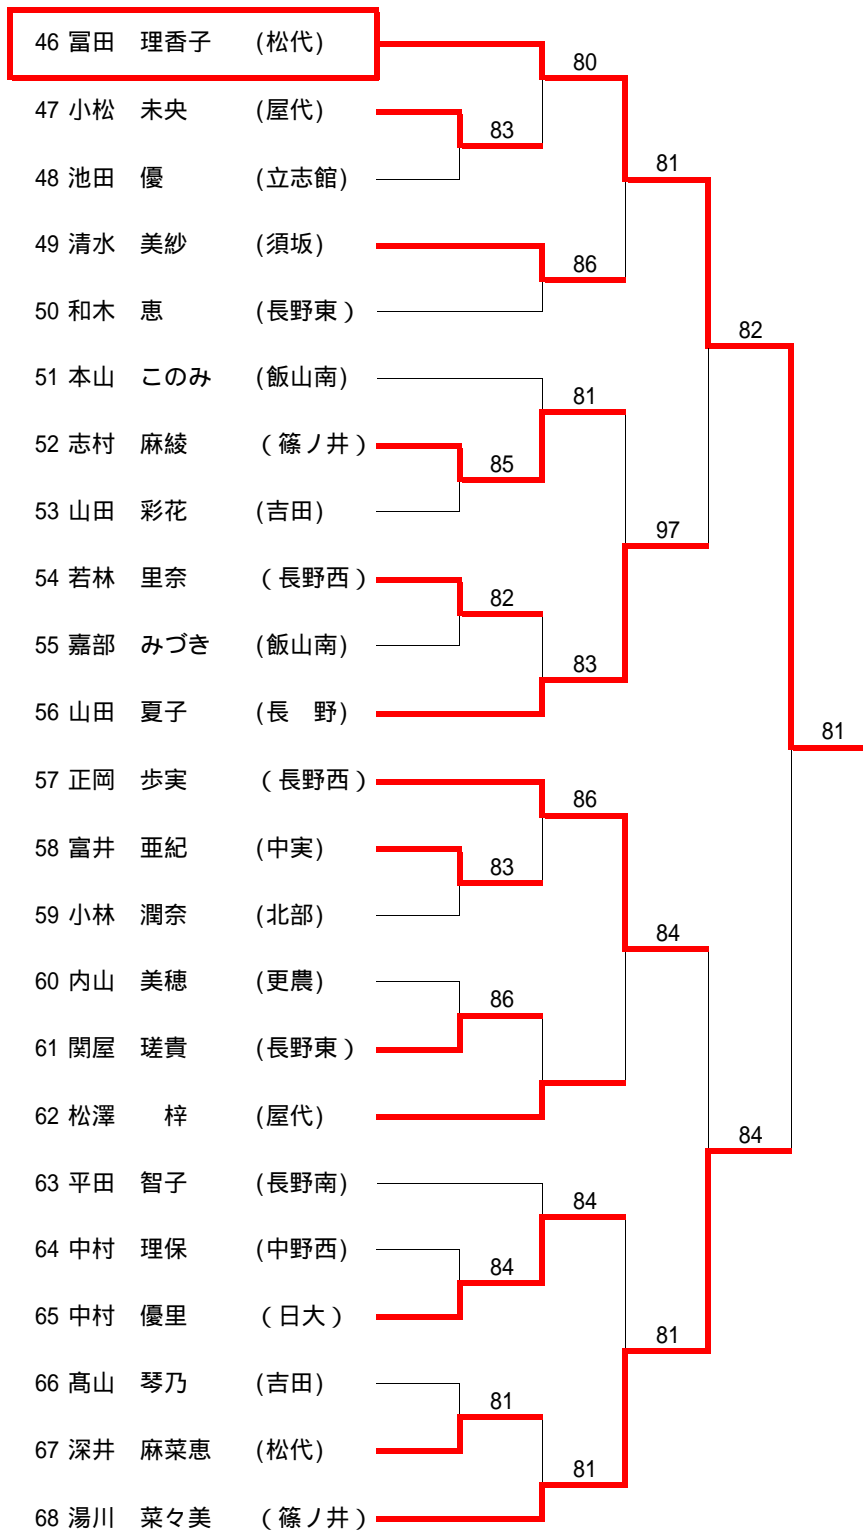 46 冨田　理香子　(松代)
80
47 小松　未央　(屋代)
83
48 池田　優　(立志館)
81
49 清水　美紗　(須坂)
86
50 和木　恵　(長野東)
82
51 本山　このみ　(飯山南)
81
52 志村　麻綾　(篠ノ井)
85
53 山田　彩花　(吉田)
97
54 若林　里奈　(長野西)
82
55 嘉部　みづき　(飯山南)
83
56 山田　夏子　(長　野)
81
57 正岡　歩実　(長野西)
86
58 富井　亜紀　(中実)
83
59 小林　潤奈　(北部)
84
60 内山　美穂　(更農)
86
61 関屋　瑳貴　(長野東)
62 松澤　梓　(屋代)
84
63 平田　智子　(長野南)
84
64 中村　理保　(中野西)
84
65 中村　優里　(日大)
81
66 髙山　琴乃　(吉田)
81
67 深井　麻菜恵　(松代)
81
68 湯川　菜々美　(篠ノ井)